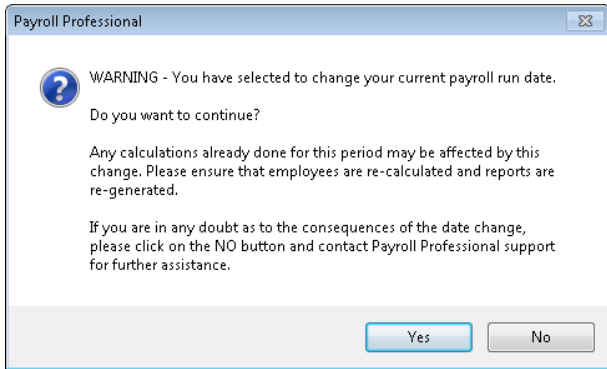 Payroll Professional
WARNING - You have selected to change your current payroll run date.
Do you want to continue?
Any calculations already done for this period may be affected by this
change. Please ensure that employees are re-calculated and reports are
re-generated.
If you are in any doubt as to the consequences of the date change,
please click on the NO button and contact Payroll Professional support
for further assistance.
Yes
No